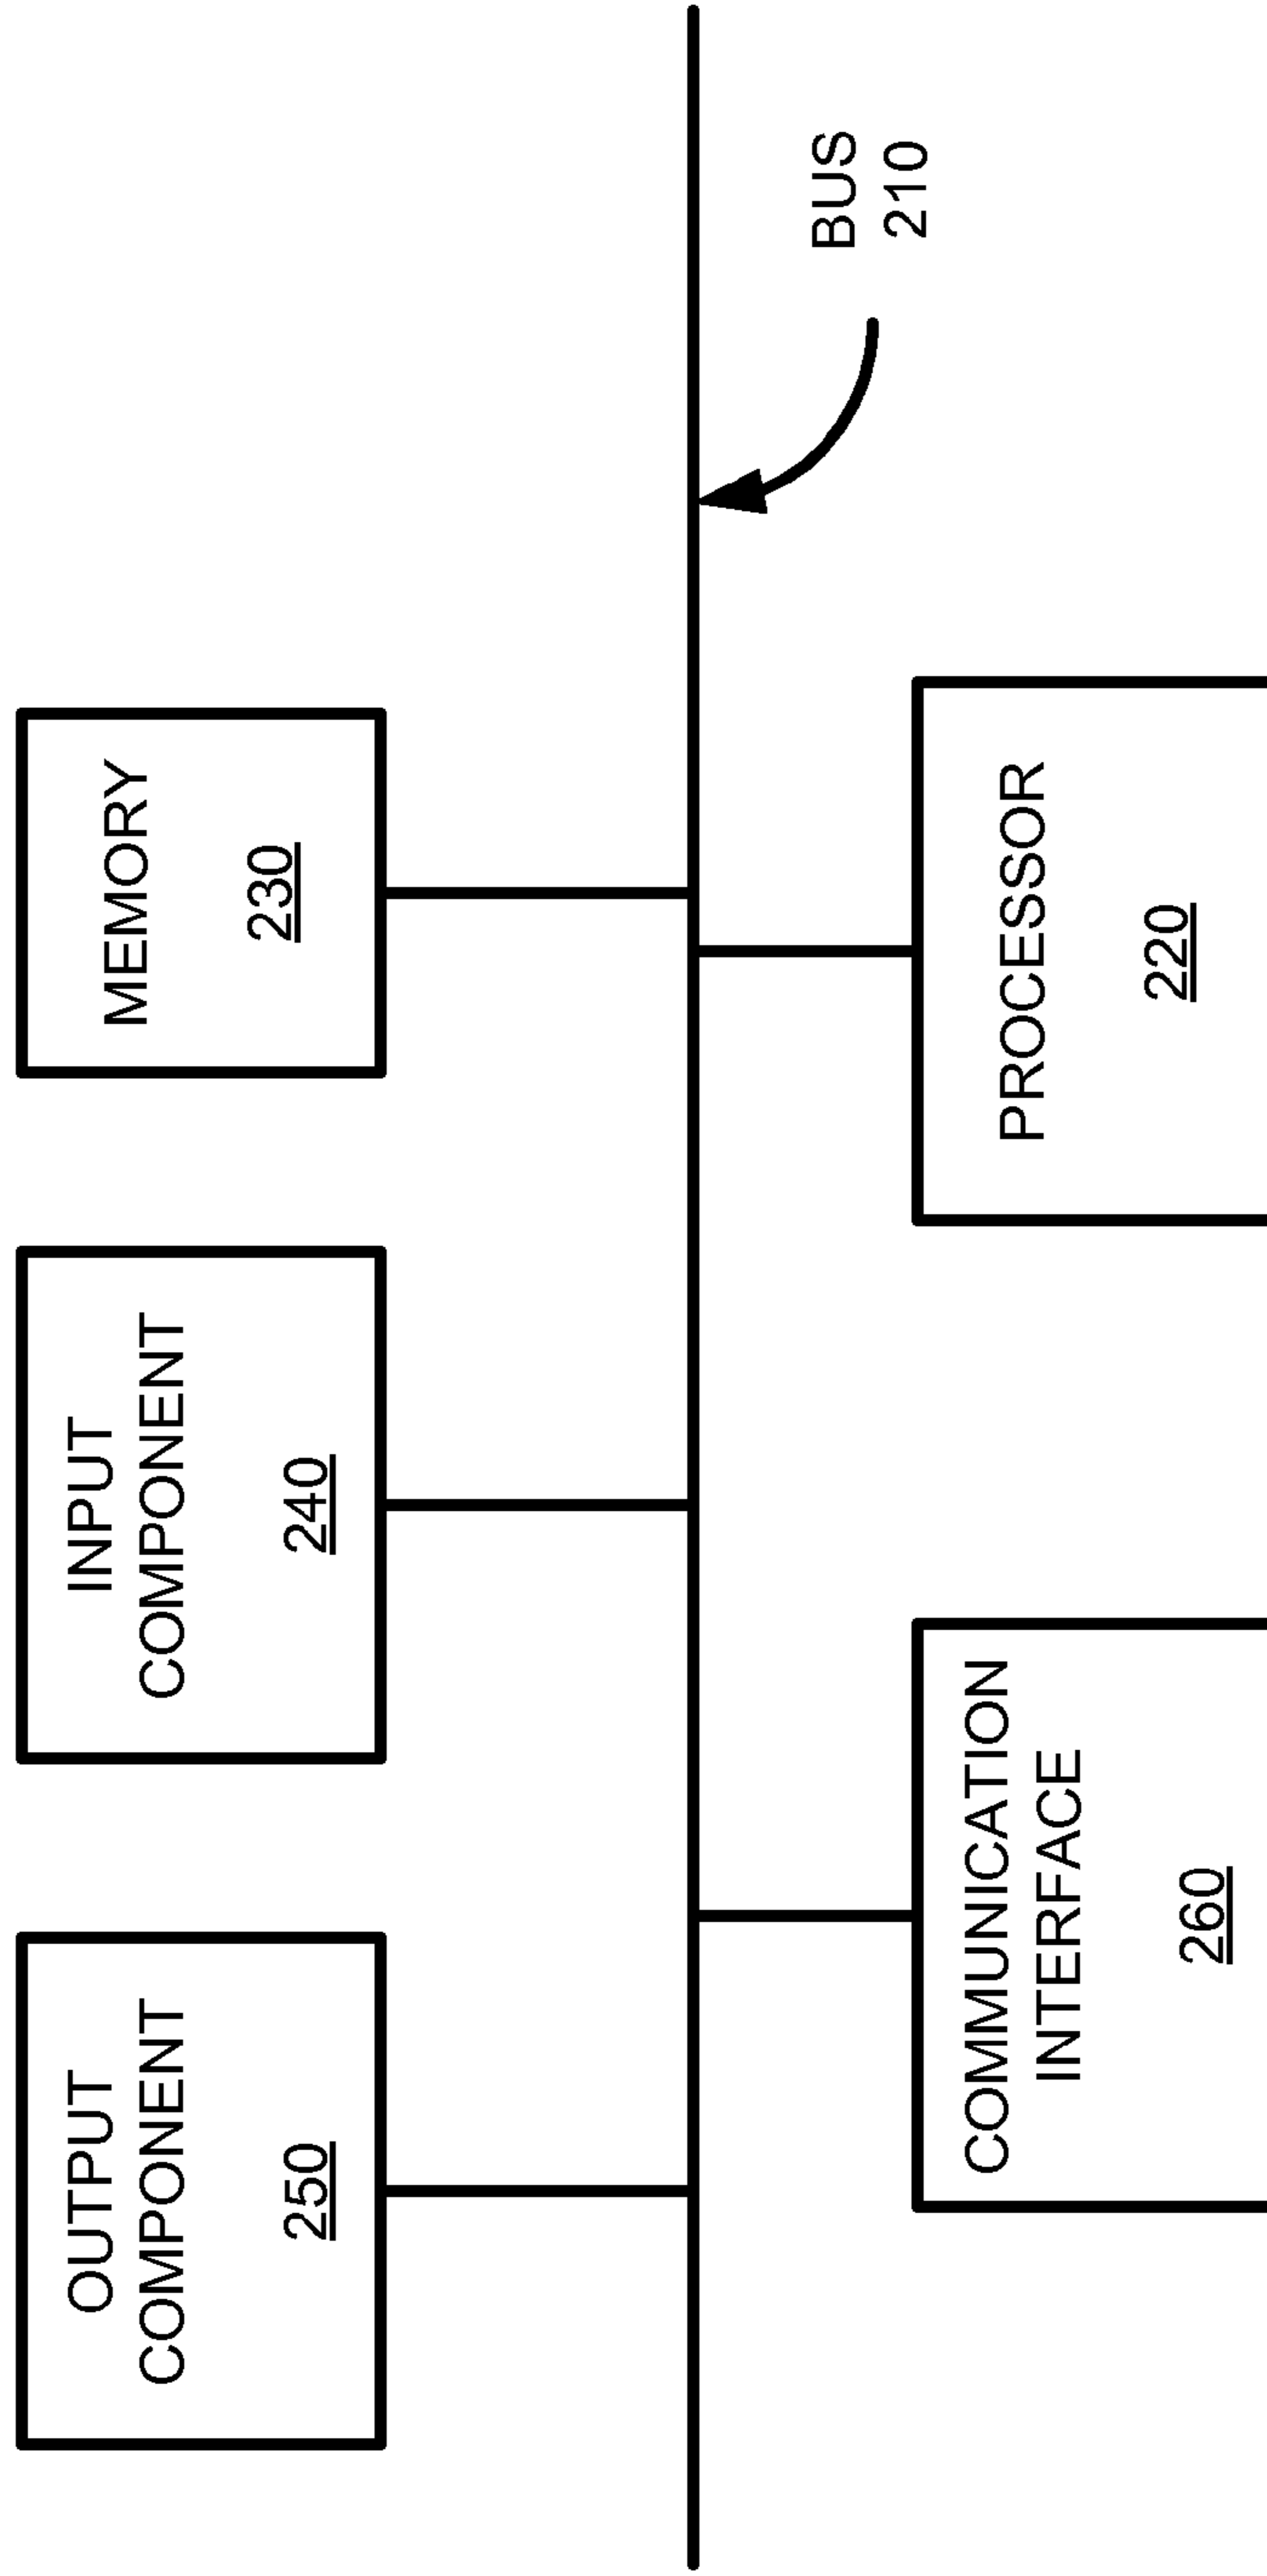 OUTPUT
COMPONENT
250
INPUT
COMPONENT
240
MEMORY
230
BUS
210
COMMUNICATION
INTERFACE
260
PROCESSOR
220